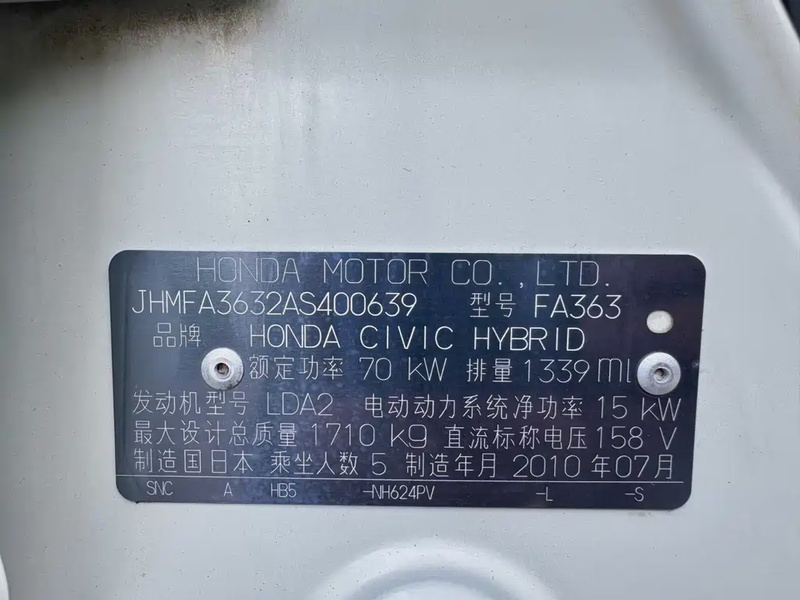 HONDA MOTOR CO.,LTD.
JHMFA3632AS400639 型号 FA363
品牌 HONDA CIVIC HYBRID
额定功率 70 kW 排量 1339 ml
发动机型号 LDA2 电动动力系统净功率 15 kW
最大设计总质量 1710 kg 直流标称电压 158 V
制造国日本 乘坐人数 5 制造年月 2010 年 07 月
SNC A HB5 -NH624PV -L -S